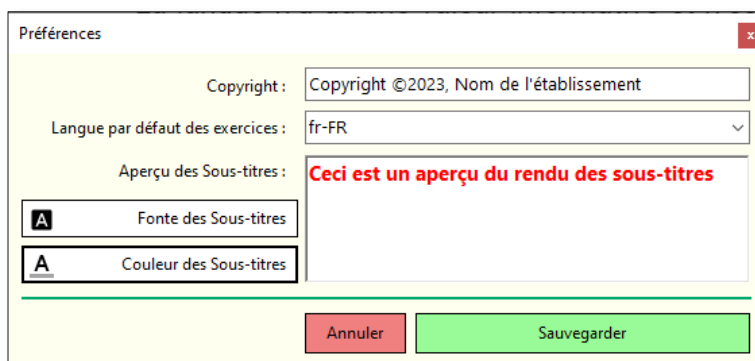 Préférences
x
Copyright :
Copyright ©2023, Nom de l'établissement
Langue par défaut des exercices :
fr-FR
Aperçu des Sous-titres :
Ceci est un aperçu du rendu des sous-titres
A
Fonte des Sous-titres
A
Couleur des Sous-titres
Annuler
Sauvegarder